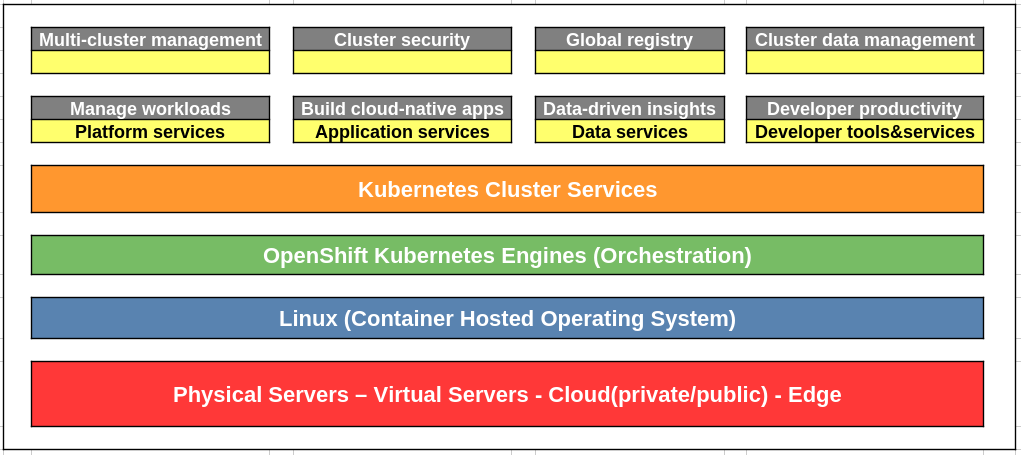 Multi-cluster management
Cluster security
Global registry
Cluster data management
Manage workloads
Platform services
Build cloud-native apps
Application services
Data-driven insights
Data services
Developer productivity
Developer tools&services
Kubernetes Cluster Services
OpenShift Kubernetes Engines (Orchestration)
Linux (Container Hosted Operating System)
Physical Servers – Virtual Servers - Cloud(private/public) - Edge